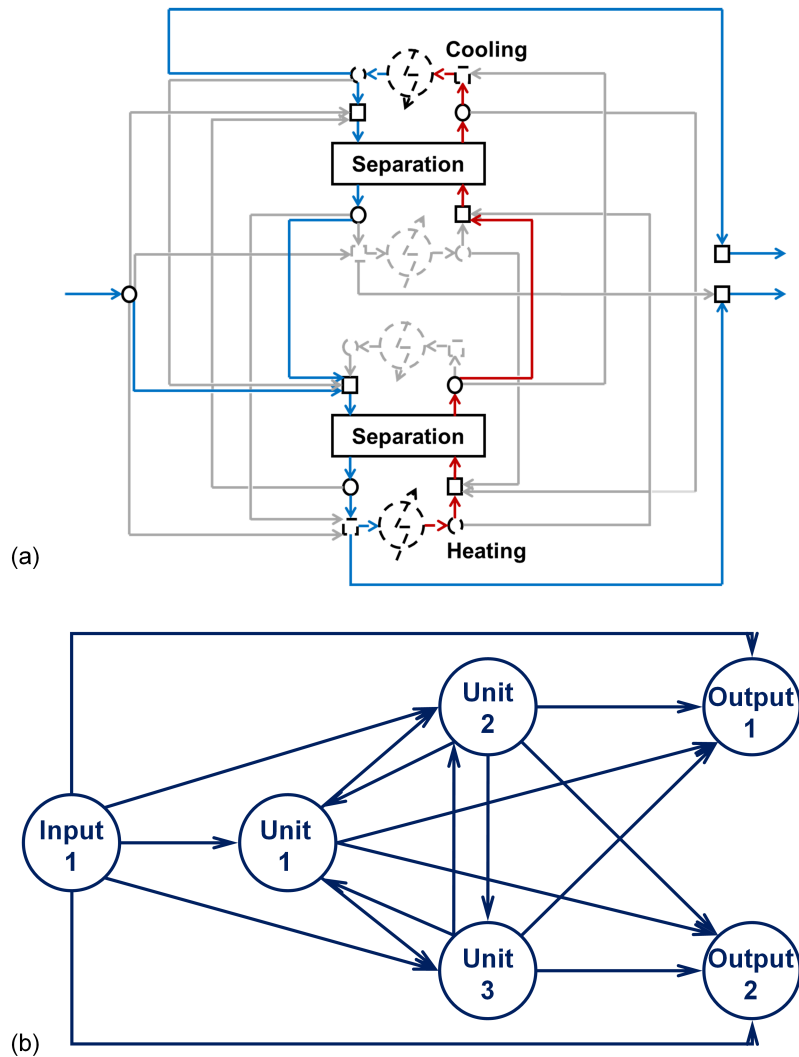 Cooling
Separation
Separation
Heating
(a)
Unit
2
Output
1
Input
1
Unit
1
Unit
3
Output
2
(b)